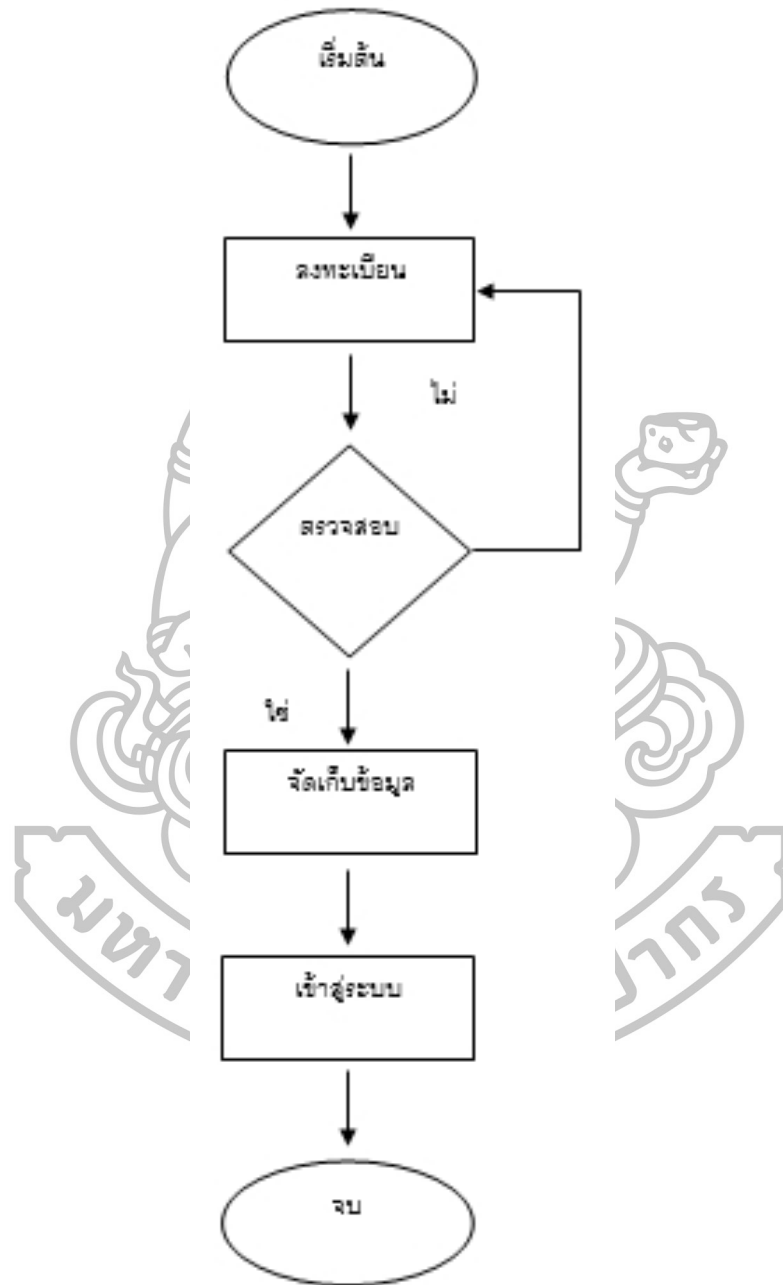 เริ่มต้น
ลงทะเบียน
ไม่
ตรวจสอบ
ใช่
จัดเก็บข้อมูล
เข้าสู่ระบบ
จบ